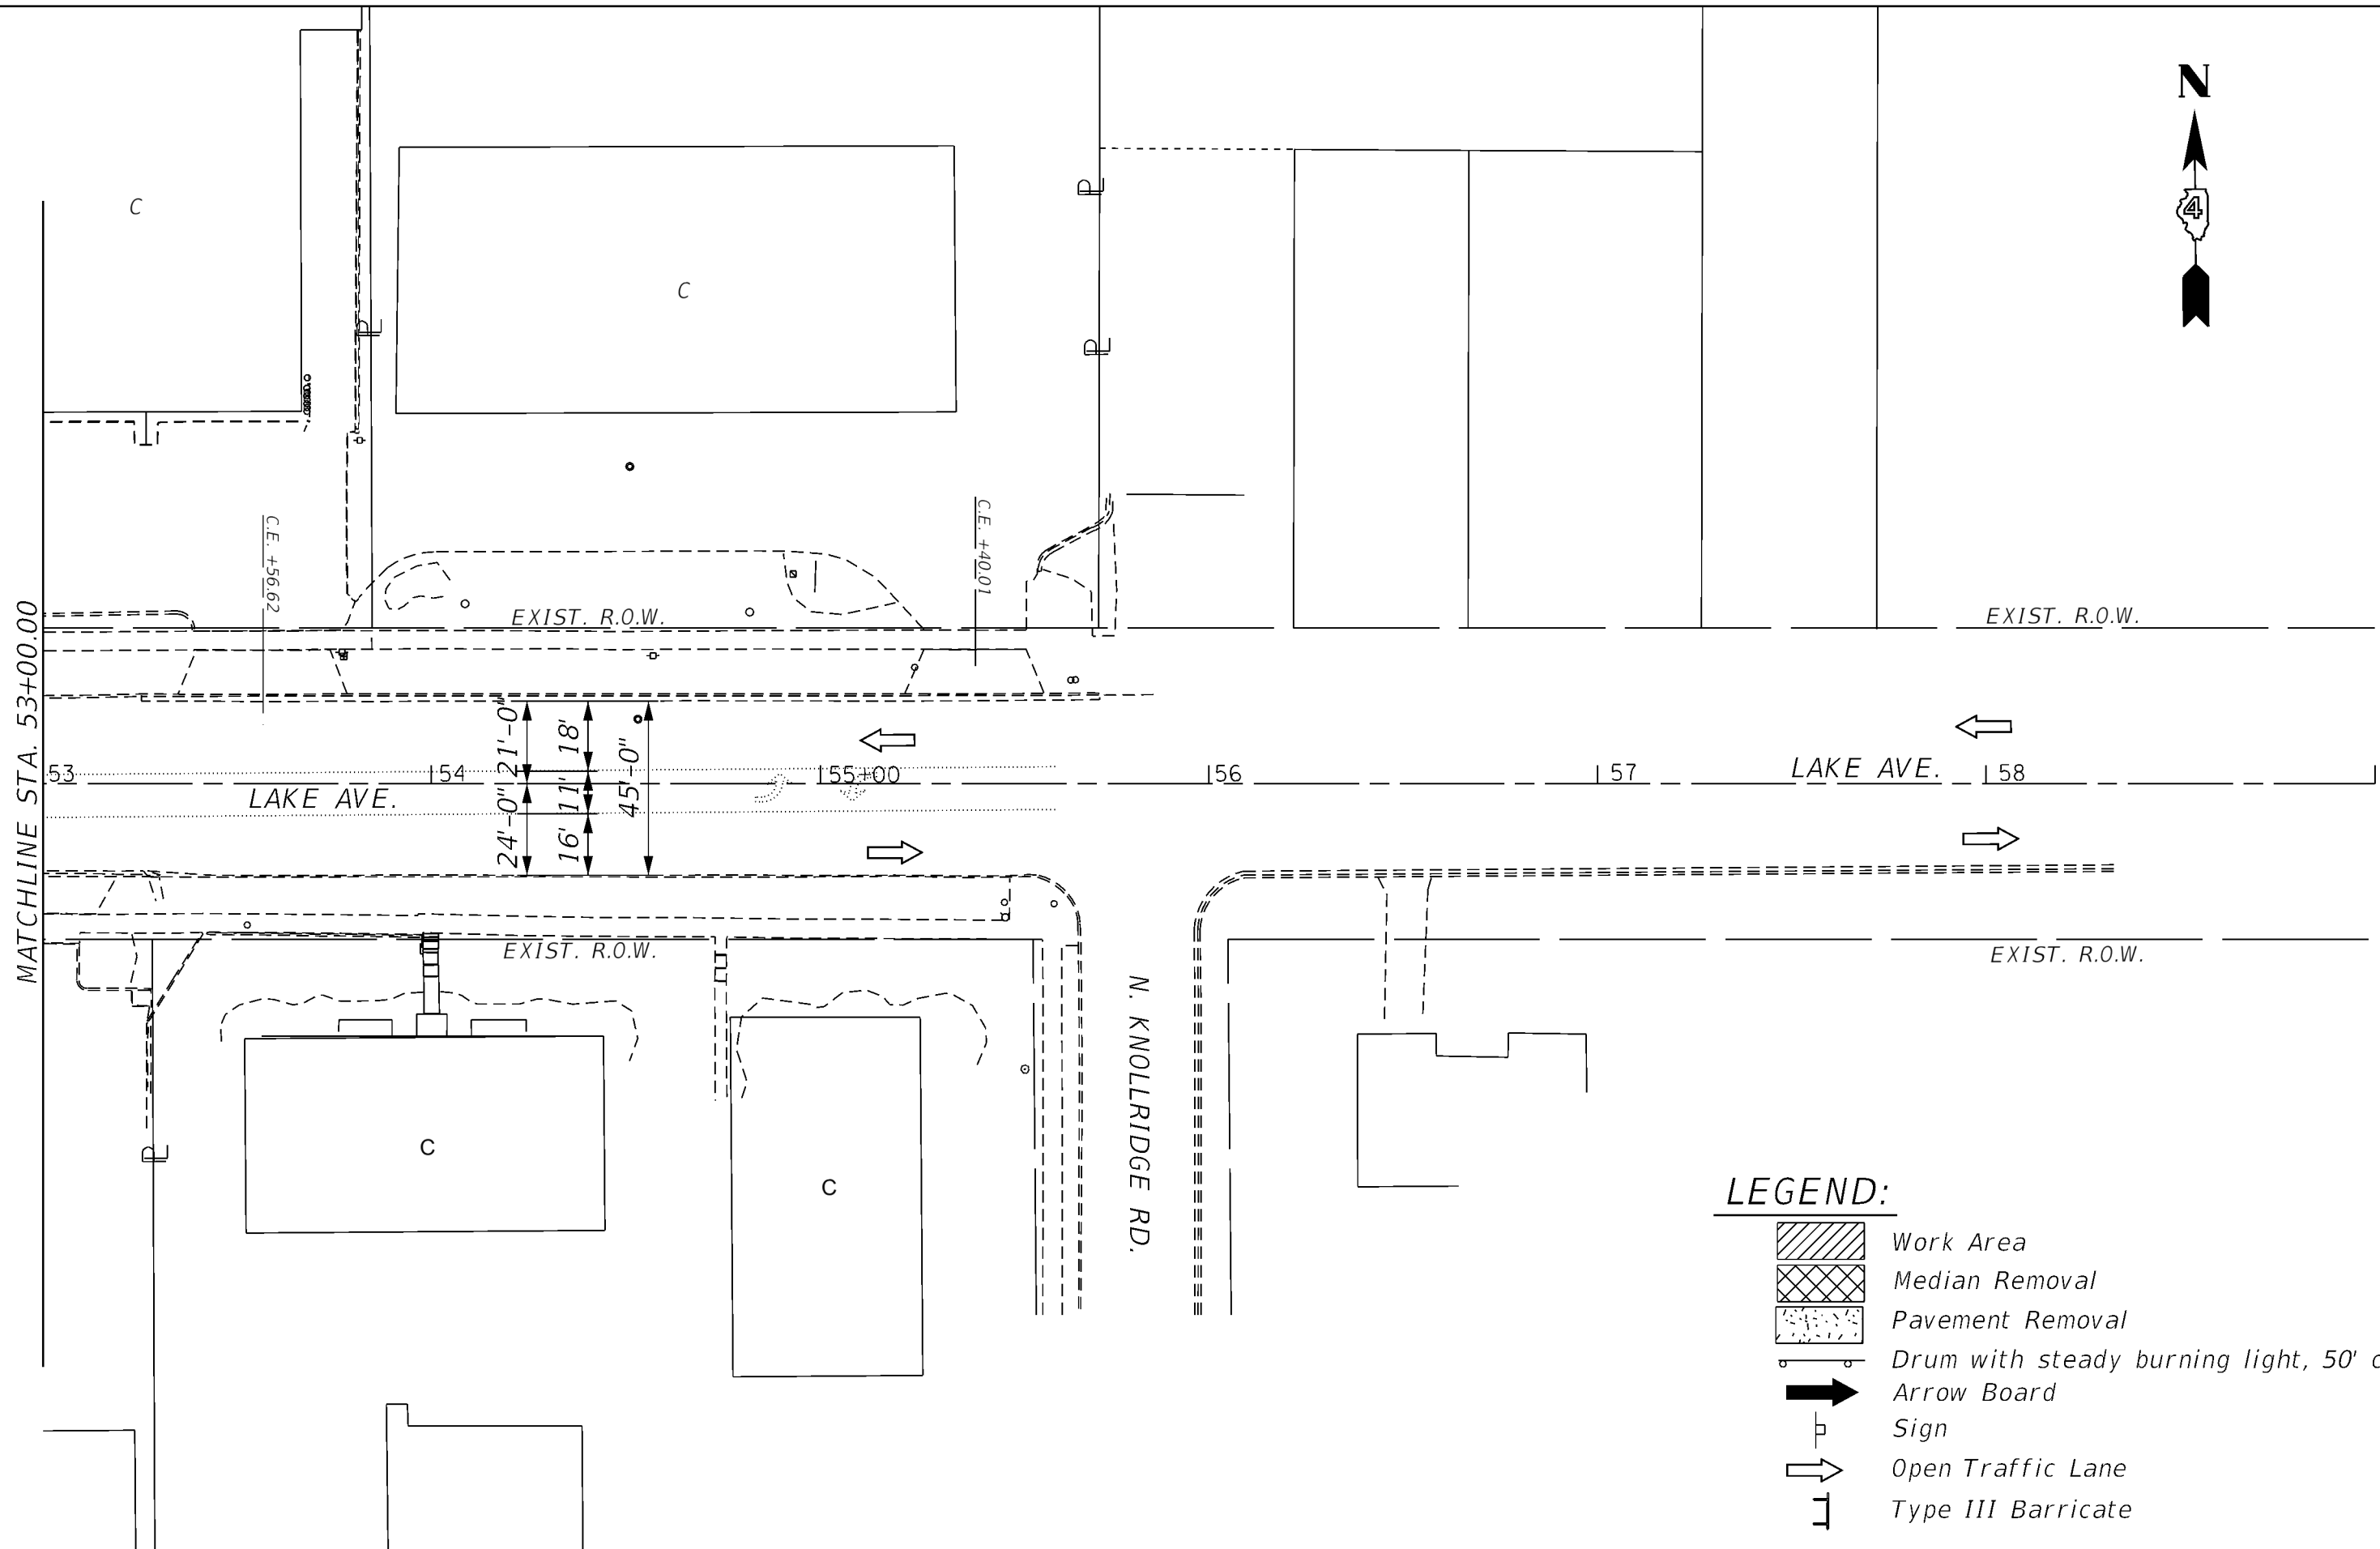 N
4
C
C
P
L
P
L
P
L
C.E. +56.62
C.E. +40.01
EXIST. R.O.W.
EXIST. R.O.W.
MATCHLINE STA. 53+00.00
53
54
55+00
56
57
58
LAKE AVE.
LAKE AVE.
21'-0"
18'
45'-0"
24'-0"
11'
16'
EXIST. R.O.W.
EXIST. R.O.W.
N. KNOLLRIDGE RD.
P
L
C
C
LEGEND:
Work Area
Median Removal
Pavement Removal
Drum with steady burning light, 50'
Arrow Board
Sign
Open Traffic Lane
Type III Barricate